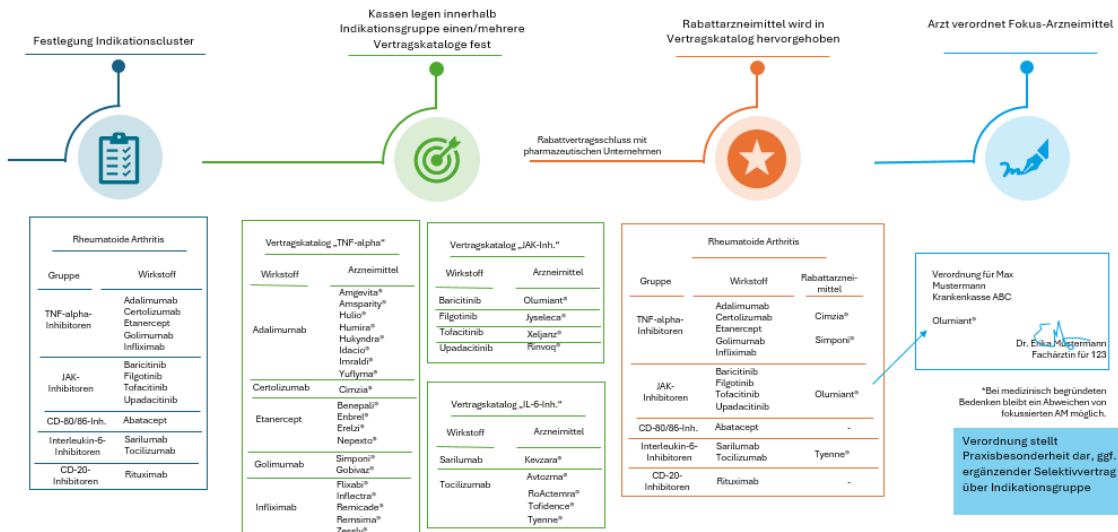 Festlegung Indikationscluster
Kassen legen innerhalb
Indikationsgruppe einen/mehrere
Vertragskataloge fest
Rabattarzneimittel wird in
Vertragskatalog hervorgehoben
Arzt verordnet Fokus-Arzneimittel
Rabattvertragsschluss mit
pharmazeutischen Unternehmen
Rheumatoide Arthritis
Gruppe Wirkstoff
TNF-alpha-
Inhibitoren
Adalimumab
Certolizumab
Etanercept
Golimumab
Infliximab
JAK-
Inhibitoren
Baricitinib
Filgotinib
Tofacitinib
Upadacitinib
CD-80/86-Inh. Abatacept
Interleukin-6-
Inhibitoren
Sarilumab
Tocilizumab
CD-20-
Inhibitoren
Rituximab
Vertragskatalog „TNF-alpha“
Wirkstoff Arzneimittel
Adalimumab
Amgevita®
Amsparity®
Hulio®
Humira®
Hukyndra®
Idacio®
Imraldi®
Yuflyma®
Certolizumab Cimzia®
Etanercept
Benepali®
Enbrel®
Erelzi®
Nepexto®
Golimumab
Simponi®
Gobivaz®
Infliximab
Flixabi®
Inflectra®
Remicade®
Remsima®
Zessly®
Vertragskatalog „JAK-Inh.“
Wirkstoff Arzneimittel
Baricitinib Olumiant®
Filgotinib Jyseleca®
Tofacitinib Xeljanz®
Upadacitinib Rinvoq®
Vertragskatalog „IL-6-Inh.“
Wirkstoff Arzneimittel
Sarilumab Kevzara®
Tocilizumab
Avtozma®
RoActemra®
Tofidence®
Tyenne®
Rheumatoide Arthritis
Gruppe Wirkstoff Rabattarznei-
mittel
TNF-alpha-
Inhibitoren
Adalimumab
Certolizumab
Etanercept
Golimumab
Infliximab
Cimzia®
Simponi®
JAK-
Inhibitoren
Baricitinib
Filgotinib
Tofacitinib
Upadacitinib
Olumiant®
CD-80/86-Inh. Abatacept -
Interleukin-6-
Inhibitoren
Sarilumab
Tocilizumab
Tyenne®
CD-20-
Inhibitoren
Rituximab -
Verordnung für Max
Mustermann
Krankenkasse ABC
Olumiant®
Dr. Erika Mustermann
Fachärztin für 123
*Bei medizinisch begründeten
Bedenken bleibt ein Abweichen von
fokussierten AM möglich.
Verordnung stellt
Praxisbesonderheit dar, ggf.
ergänzender Selektivvertrag
über Indikationsgruppe